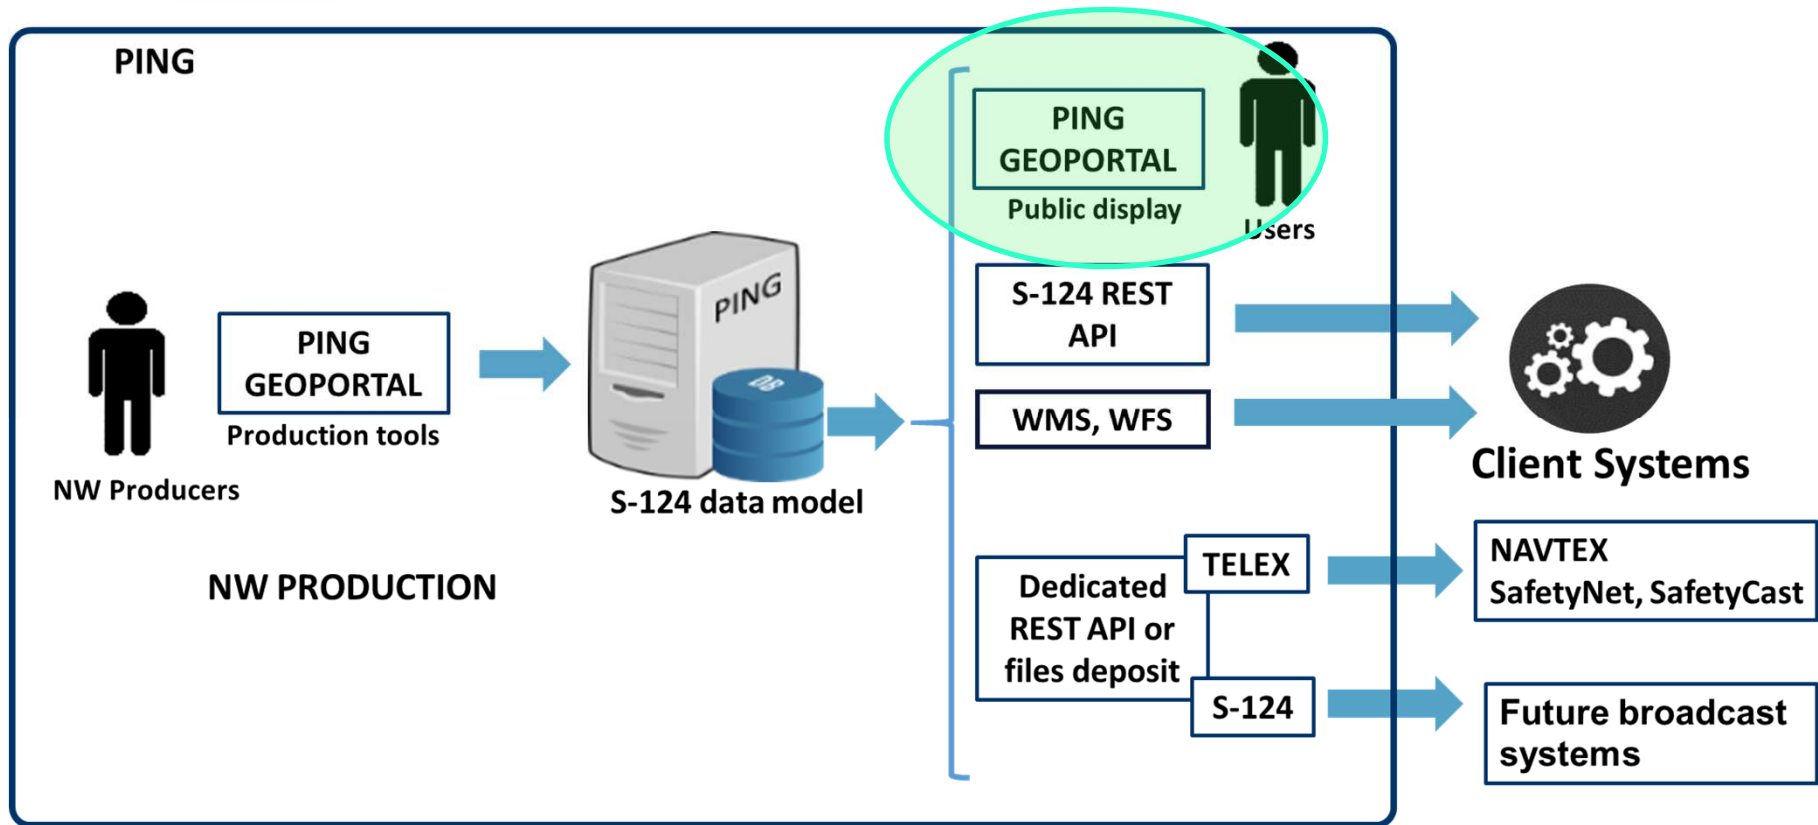 PING
PING
GEOPORTAL
Public display
Users
NW Producers
PING
GEOPORTAL
Production tools
PING
DB
S-124 data model
S-124 REST
API
WMS, WFS
Client Systems
NW PRODUCTION
Dedicated
REST API or
files deposit
TELEX
S-124
NAVTEX
SafetyNet, SafetyCast
Future broadcast
systems